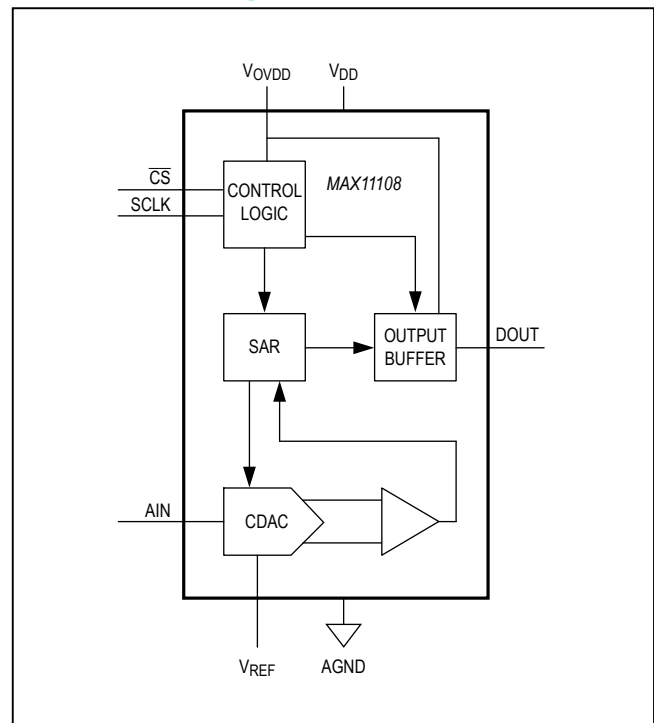 VOVDD
VDD
CS
SCLK
CONTROL
LOGIC
MAX11108
SAR
OUTPUT
BUFFER
DOUT
AIN
CDAC
VREF
AGND